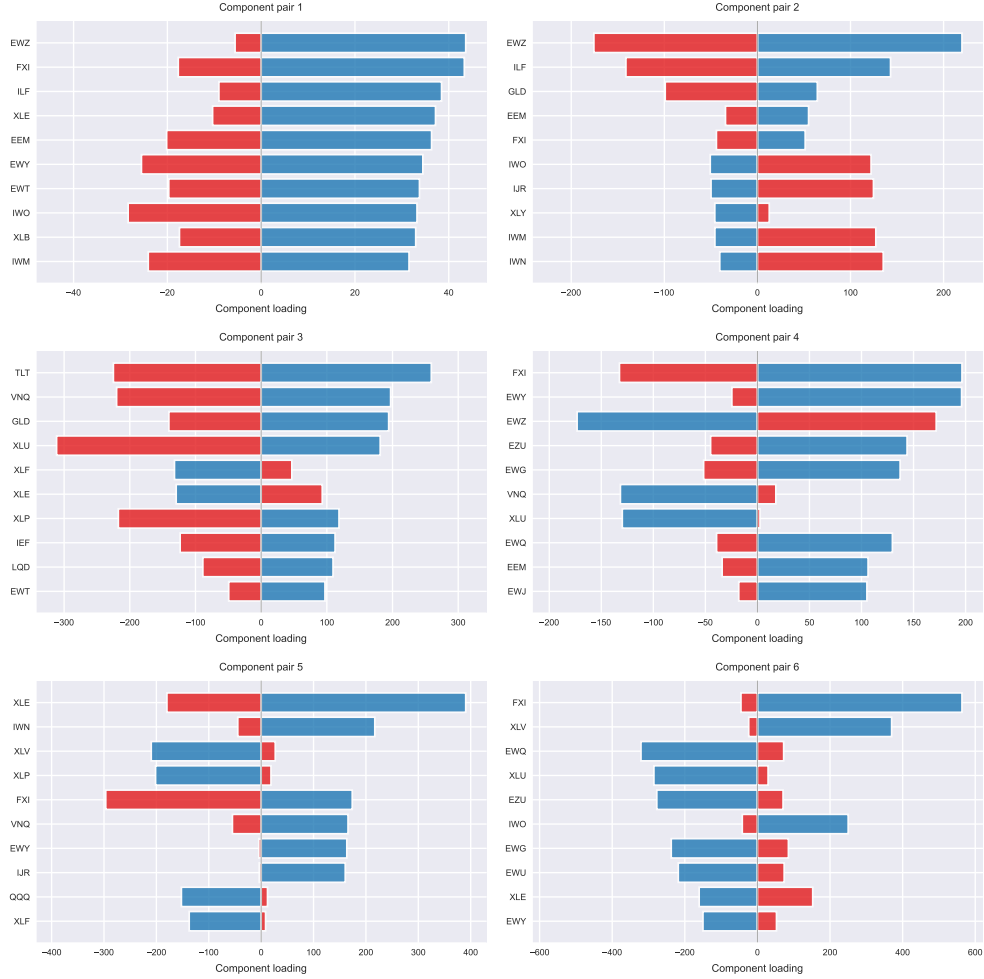 Component pair 1
EWZ
FXI
ILF
XLE
EEM
EWY
EWT
IWO
XLB
IWM
−40 −20 0 20 40
Component loading
Component pair 2
EWZ
ILF
GLD
EEM
FXI
IWO
IJR
XLY
IWM
IWN
−200 −100 0 100 200
Component loading
Component pair 3
TLT
VNQ
GLD
XLU
XLF
XLE
XLP
IEF
LQD
EWT
−300 −200 −100 0 100 200 300
Component loading
Component pair 4
FXI
EWY
EWZ
EZU
EWG
VNQ
XLU
EWQ
EEM
EWJ
−200 −150 −100 −50 0 50 100 150 200
Component loading
Component pair 5
XLE
IWN
XLV
XLP
FXI
VNQ
EWY
IJR
QQQ
XLF
−400 −300 −200 −100 0 100 200 300 400
Component loading
Component pair 6
FXI
XLV
EWQ
XLU
EZU
IWO
EWG
EWU
XLE
EWY
−600 −400 −200 0 200 400 600
Component loading